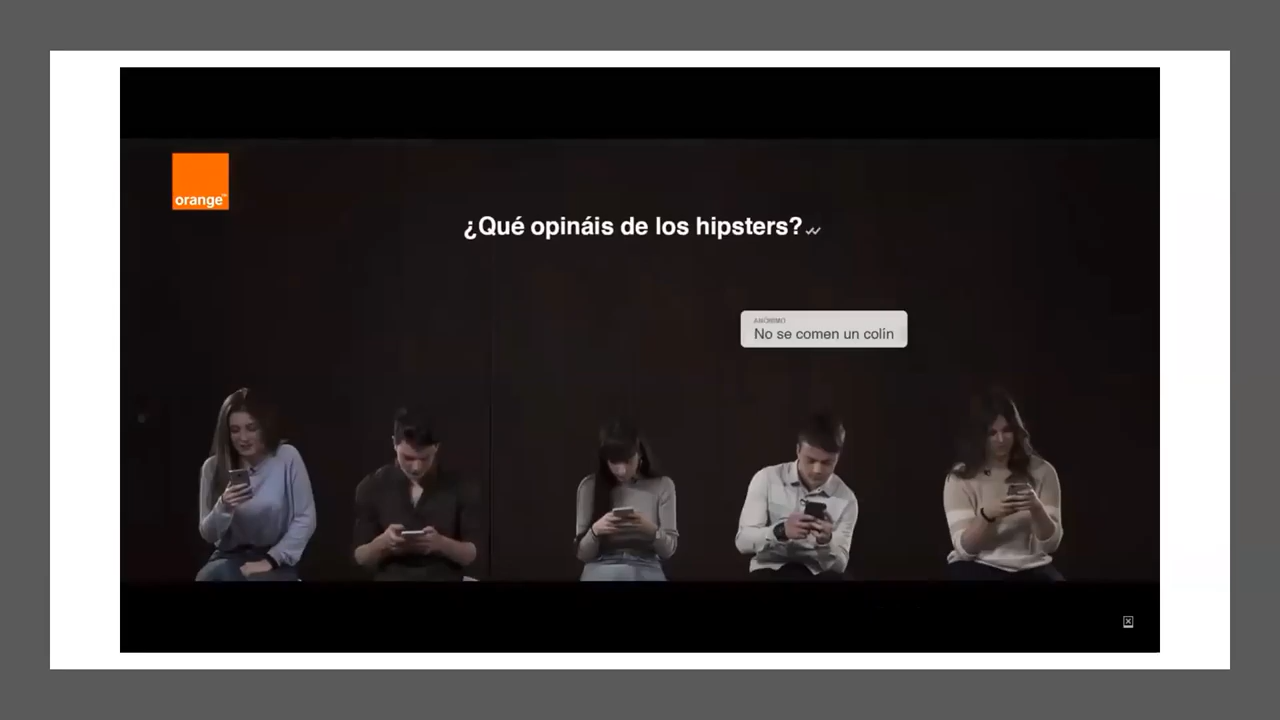 orange
¿Qué opináis de los hipsters?
ANÓNIMO
No se comen un colín